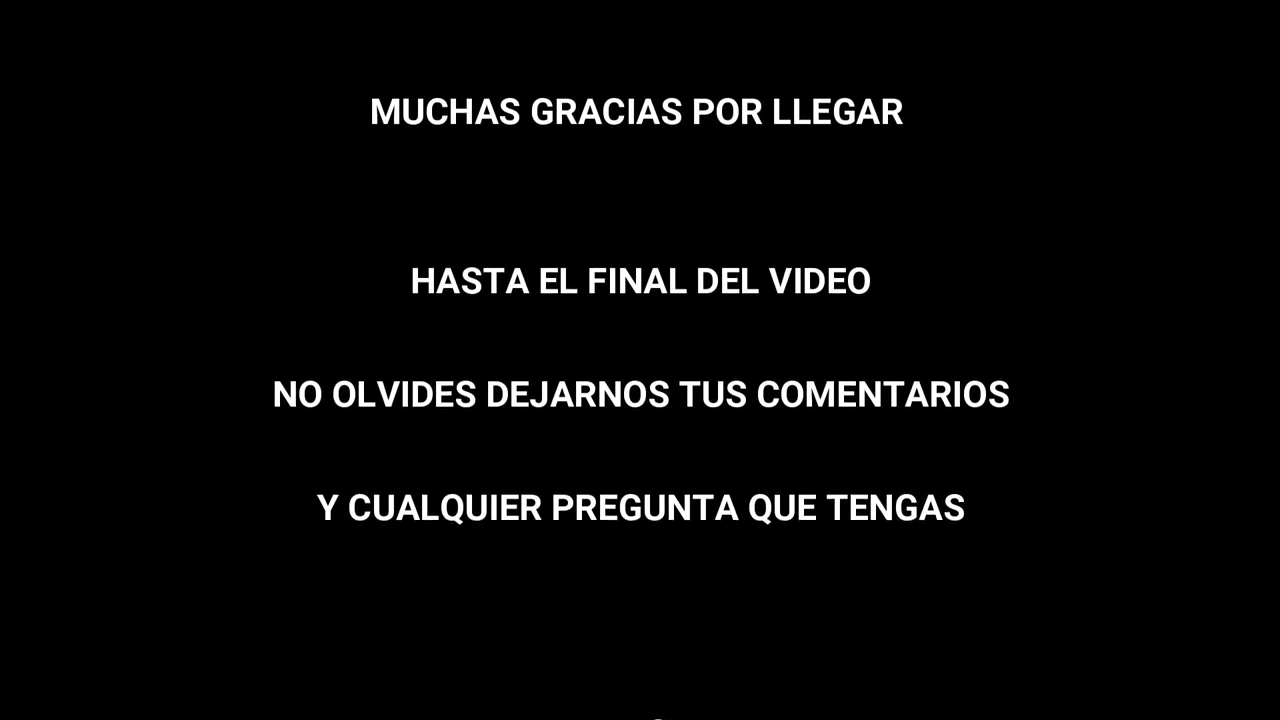 MUCHAS GRACIAS POR LLEGAR
HASTA EL FINAL DEL VIDEO
NO OLVIDES DEJARNOS TUS COMENTARIOS
Y CUALQUIER PREGUNTA QUE TENGAS